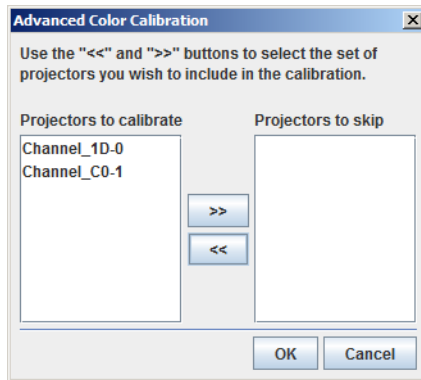 Advanced Color Calibration
Use the "<<" and ">>" buttons to select the set of
projectors you wish to include in the calibration.
Projectors to calibrate
Projectors to skip
Channel_1D-0
Channel_C0-1
>>
<<
OK
Cancel